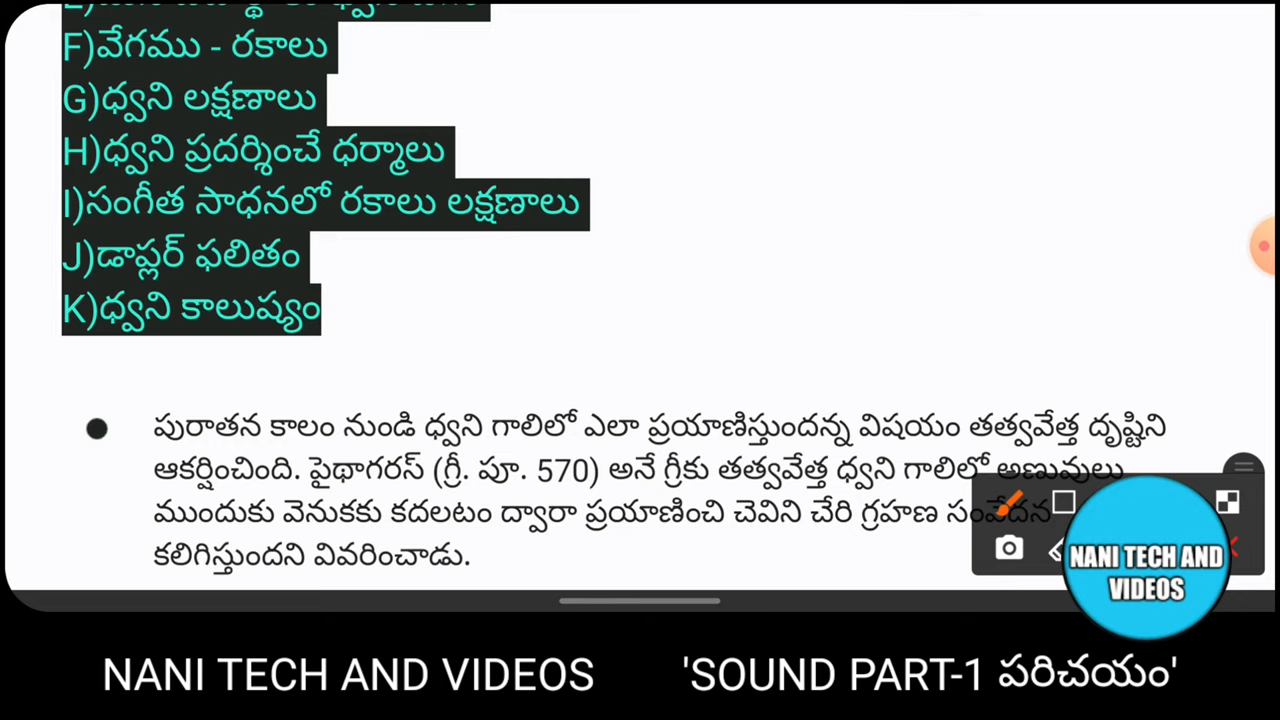 F)వేగము - రకాలు
G)ధ్వని లక్షణాలు
H)ధ్వని ప్రదర్శించే ధర్మాలు
I)సంగీత సాధనలో రకాలు లక్షణాలు
J)డాప్లర్ ఫలితం
K)ధ్వని కాలుష్యం
పురాతన కాలం నుండి ధ్వని గాలిలో ఎలా ప్రయాణిస్తుందన్న విషయం తత్వవేత్త దృష్టిని
ఆకర్షించింది. పైథాగరస్ (గ్రీ. పూ. 570) అనే గ్రీకు తత్వవేత్త ధ్వని గాలిలో అణువులు
ముందుకు వెనుకకు కదలటం ద్వారా ప్రయాణించి చెవిని చేరి గ్రహణ సంవేదన
కలిగిస్తుందని వివరించాడు.
NANI TECH AND
VIDEOS
NANI TECH AND VIDEOS 'SOUND PART-1 పరిచయం'